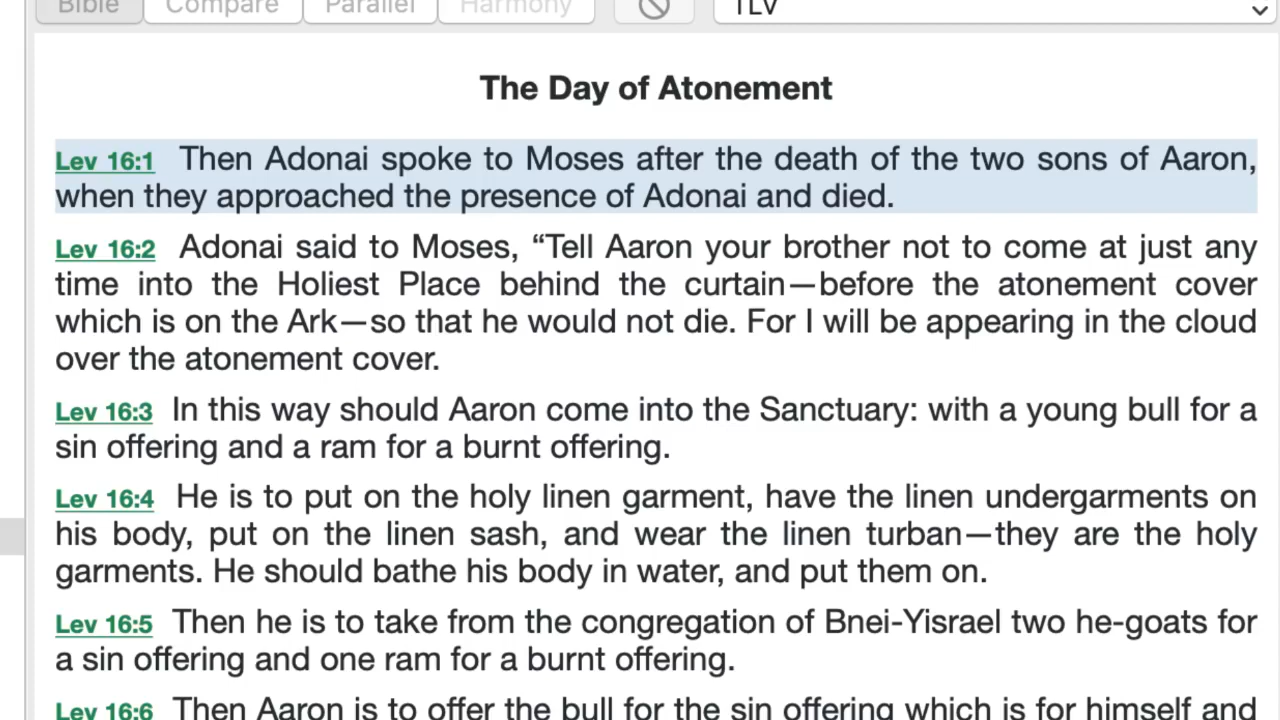 Bible Compare Parallel Harmony TLV
The Day of Atonement
Lev 16:1 Then Adonai spoke to Moses after the death of the two sons of Aaron,
when they approached the presence of Adonai and died.
Lev 16:2 Adonai said to Moses, “Tell Aaron your brother not to come at just any
time into the Holiest Place behind the curtain—before the atonement cover
which is on the Ark—so that he would not die. For I will be appearing in the cloud
over the atonement cover.
Lev 16:3 In this way should Aaron come into the Sanctuary: with a young bull for a
sin offering and a ram for a burnt offering.
Lev 16:4 He is to put on the holy linen garment, have the linen undergarments on
his body, put on the linen sash, and wear the linen turban—they are the holy
garments. He should bathe his body in water, and put them on.
Lev 16:5 Then he is to take from the congregation of Bnei-Yisrael two he-goats for
a sin offering and one ram for a burnt offering.
Lev 16:6 Then Aaron is to offer the bull for the sin offering which is for himself and